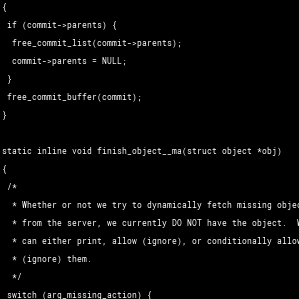 {
if (commit->parents) {
free_commit_list(commit->parents);
commit->parents = NULL;
}
free_commit_buffer(commit);
}
static inline void finish_object__ma(struct object *obj)
{
/*
* Whether or not we try to dynamically fetch missing
* from the server, we currently DO NOT have the object.
* can either print, allow (ignore), or conditionally
* (ignore) them.
*/
switch (arg_missing_action) {